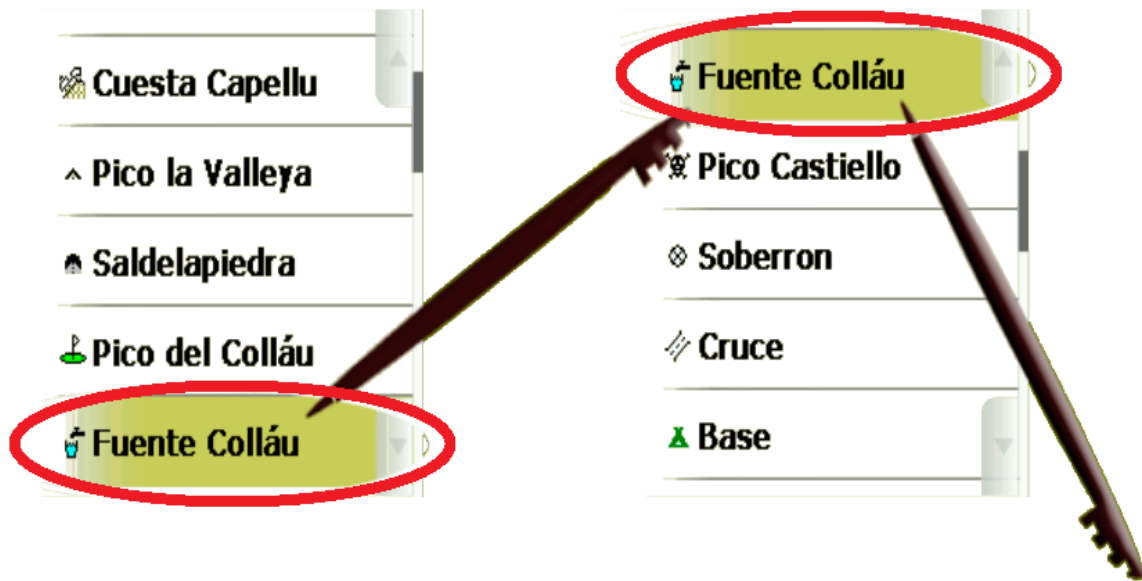 Cuesta Capellu
Pico la Valleya
Saldelapiedra
Pico del Colláu
Fuente Colláu
Fuente Colláu
Pico Castiello
Soberron
Cruce
Base